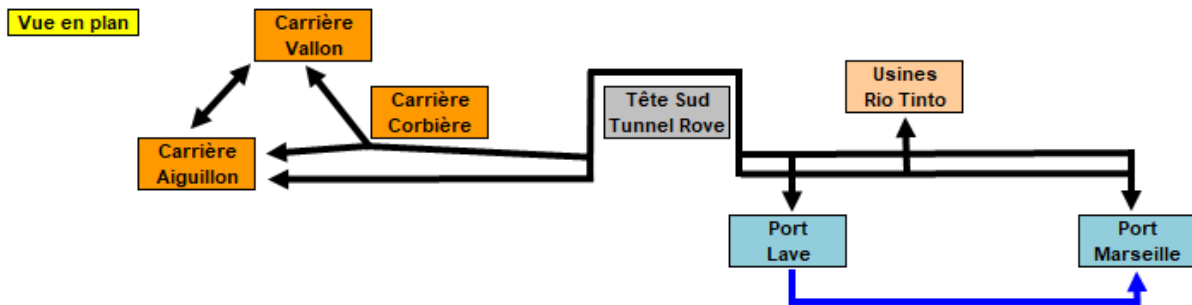 Vue en plan
Carrière
Vallon
Carrière
Corbière
Carrière
Aiguillon
Tête Sud
Tunnel Rove
Usines
Rio Tinto
Port
Lave
Port
Marseille